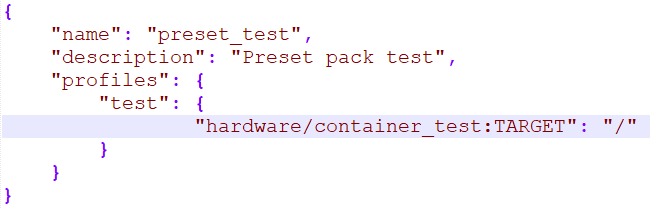 {
    "name": "preset_test",
    "description": "Preset pack test",
    "profiles": {
        "test": {
                "hardware/container_test:TARGET": "/"
        }
    }
}